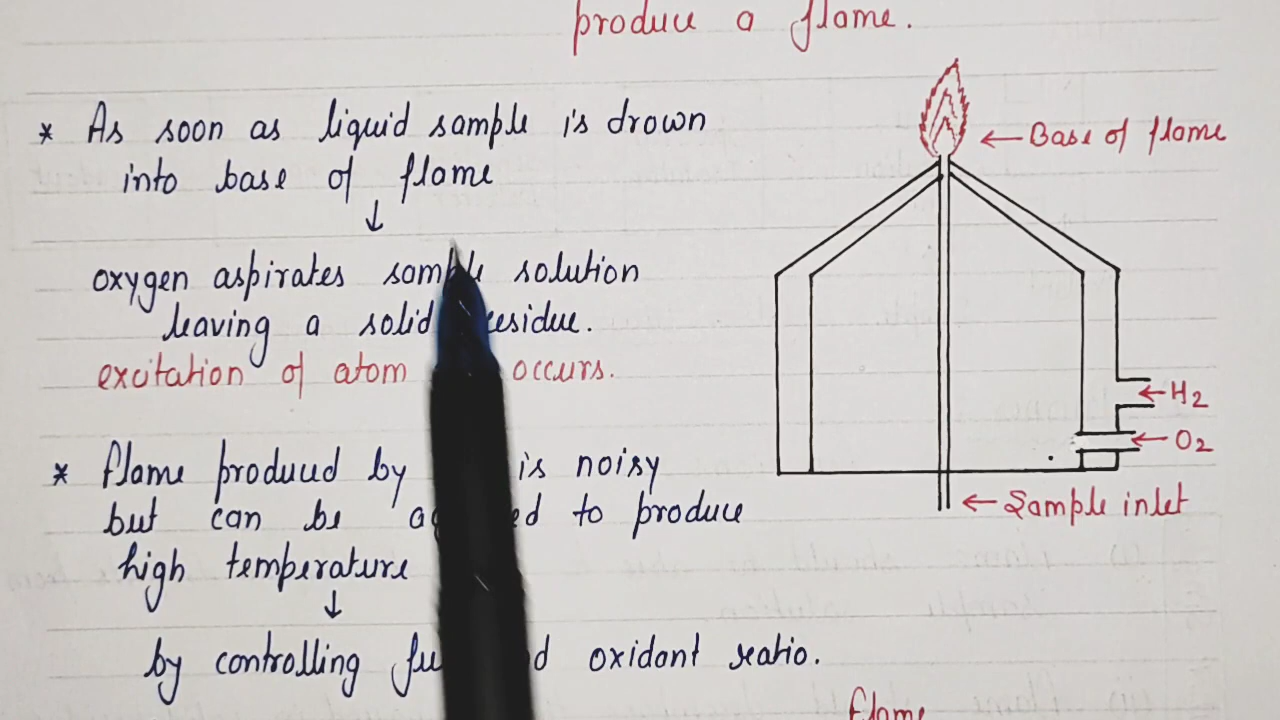 produce a flame.
* As soon as liquid sample is drown
into base of flame
↓
oxygen aspirates sample solution
leaving a solid residue.
excitation of atom occurs.
* Flame produced by is noisy
but can be to produce
high temperature
↓
by controlling oxidant ratio.
flame
← Base of flame
← H2
← O2
← Sample inlet